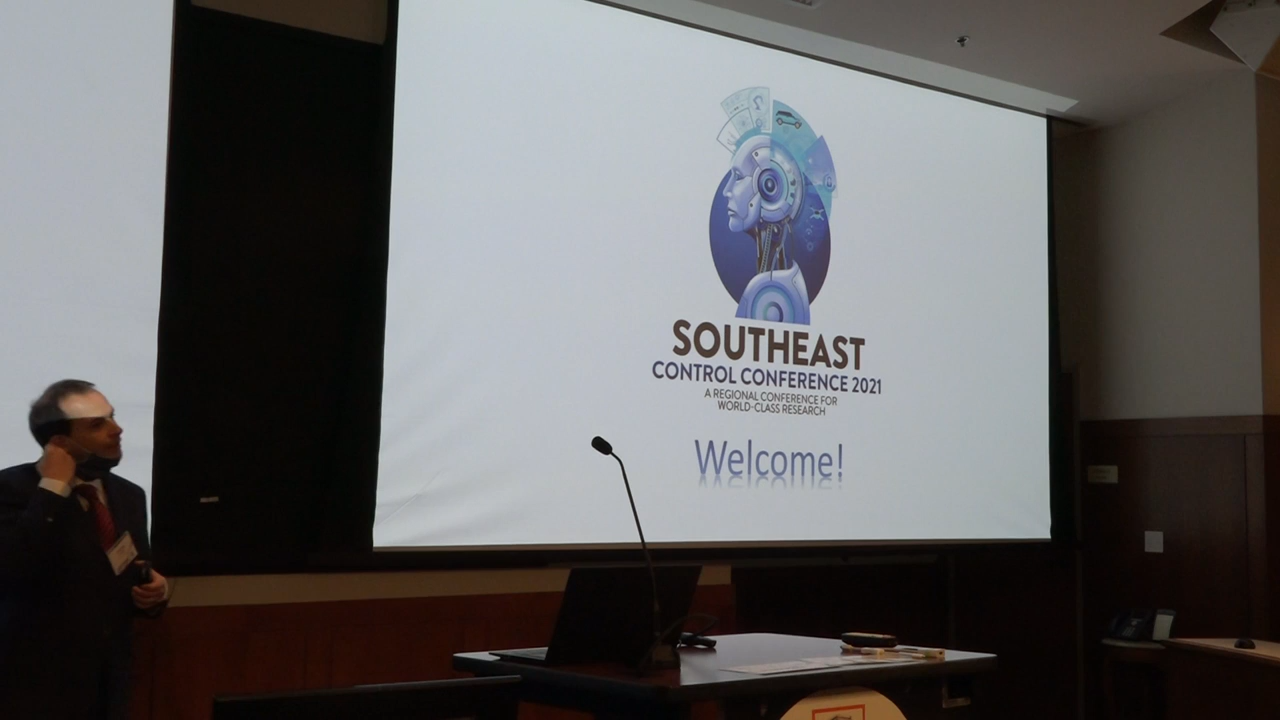 SOUTHEAST
CONTROL CONFERENCE 2021
A REGIONAL CONFERENCE FOR
WORLD-CLASS RESEARCH
Welcome!